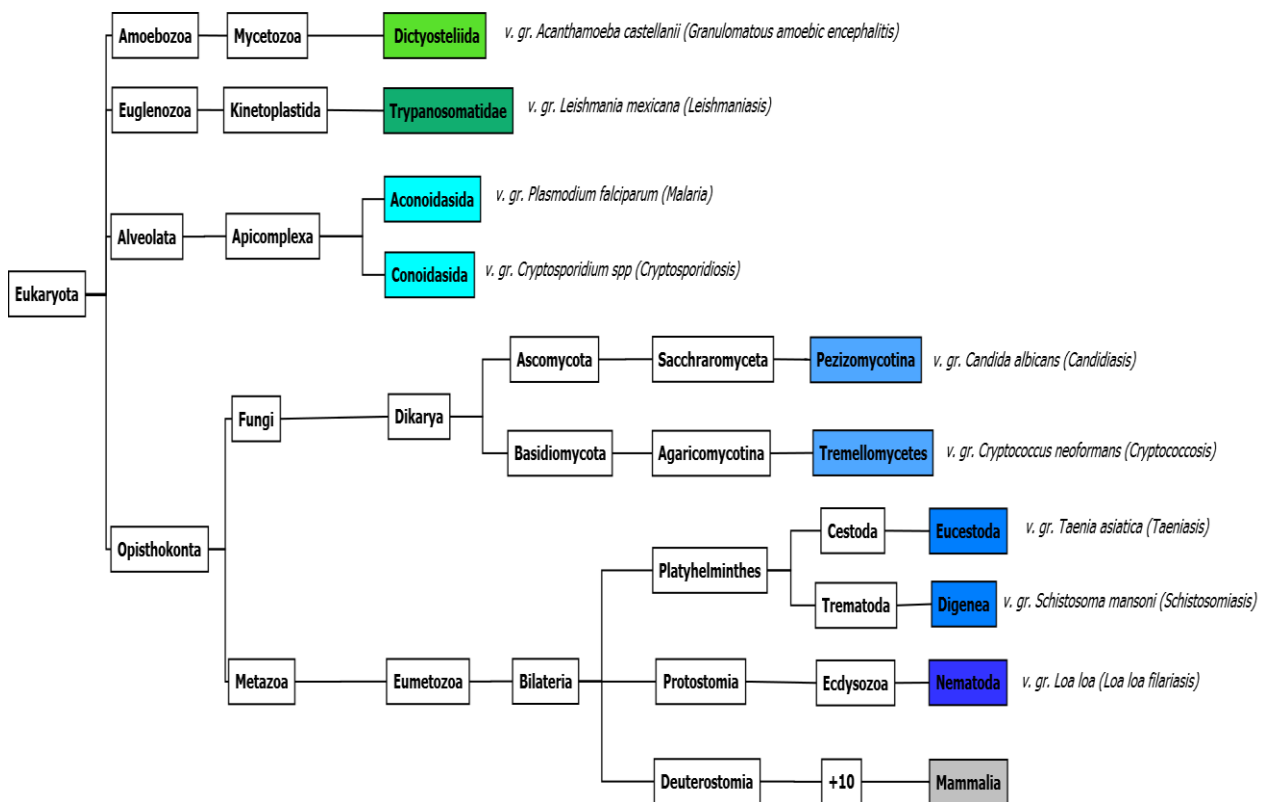 Amoebozoa Mycetozoa Dictyosteliida v. gr. Acanthamoeba castellanii (Granulomatous amoebic encephalitis)
Euglenozoa Kinetoplastida Trypanosomatidae v. gr. Leishmania mexicana (Leishmaniasis)
Aconoidasida v. gr. Plasmodium falciparum (Malaria)
Alveolata Apicomplexa
Conoidasida v. gr. Cryptosporidium spp (Cryptosporidiosis)
Eukaryota
Ascomycota Sacchraromyceta Pezizomycotina v. gr. Candida albicans (Candidiasis)
Fungi Dikarya
Basidiomycota Agaricomycotina Tremellomycetes v. gr. Cryptococcus neoformans (Cryptococcosis)
Cestoda Eucestoda v. gr. Taenia asiatica (Taeniasis)
Opisthokonta
Platyhelminthes
Trematoda Digenea v. gr. Schistosoma mansoni (Schistosomiasis)
Metazoa Eumetozoa Bilateria Protostomia Ecdysozoa Nematoda v. gr. Loa loa (Loa loa filariasis)
Deuterostomia +10 Mammalia